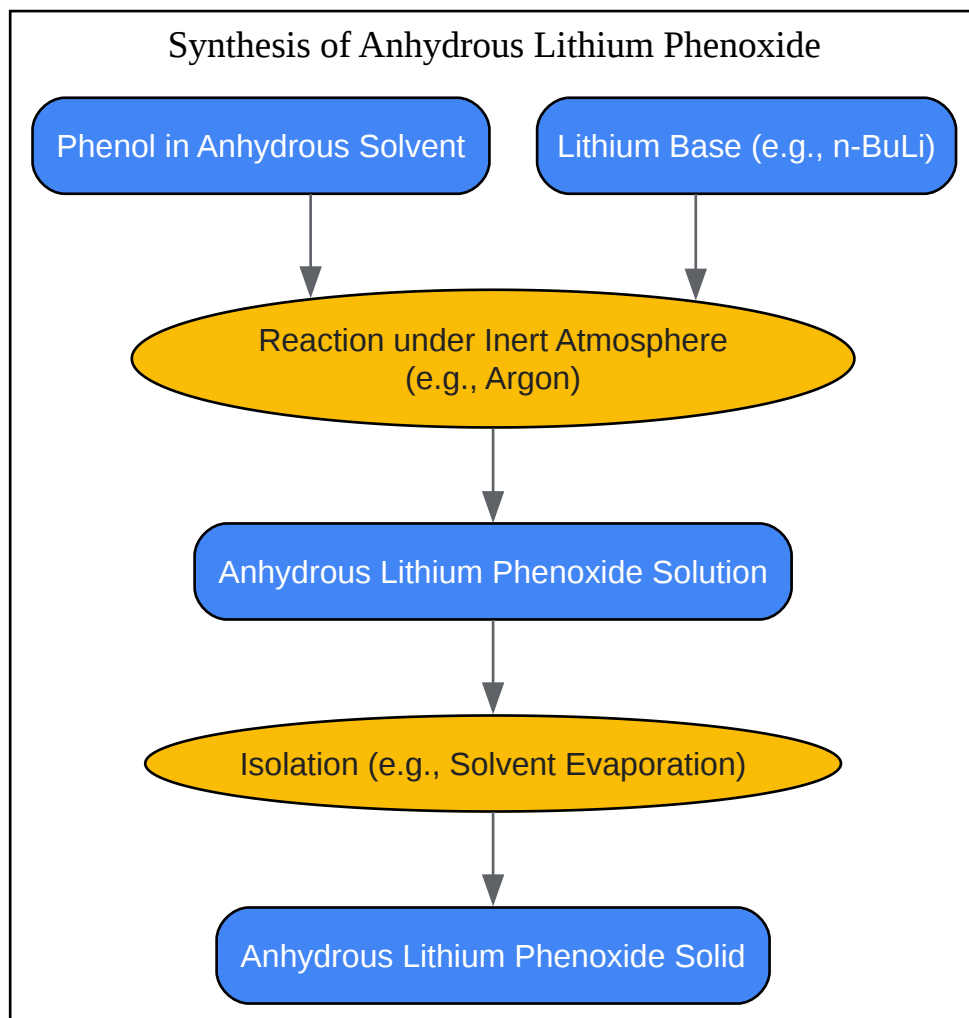 Synthesis of Anhydrous Lithium Phenoxide
Phenol in Anhydrous Solvent
Lithium Base (e.g., n-BuLi)
Reaction under Inert Atmosphere
(e.g., Argon)
Anhydrous Lithium Phenoxide Solution
Isolation (e.g., Solvent Evaporation)
Anhydrous Lithium Phenoxide Solid